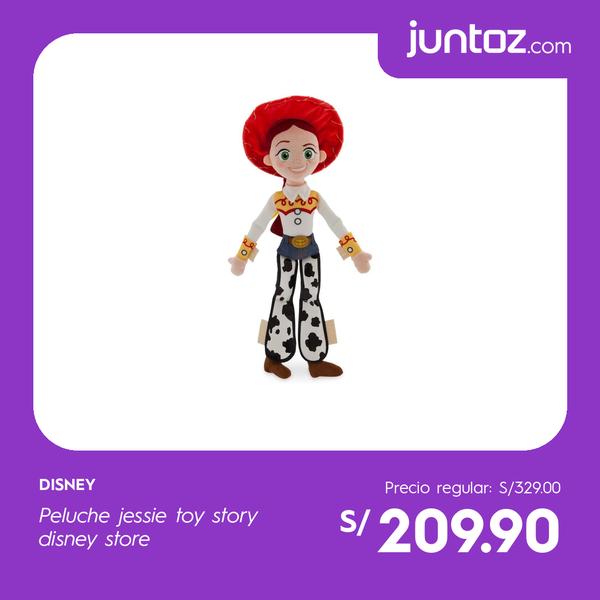 juntoz.com
DISNEY
Peluche jessie toy story
disney store
Precio regular: S/329.00
S/ 209.90